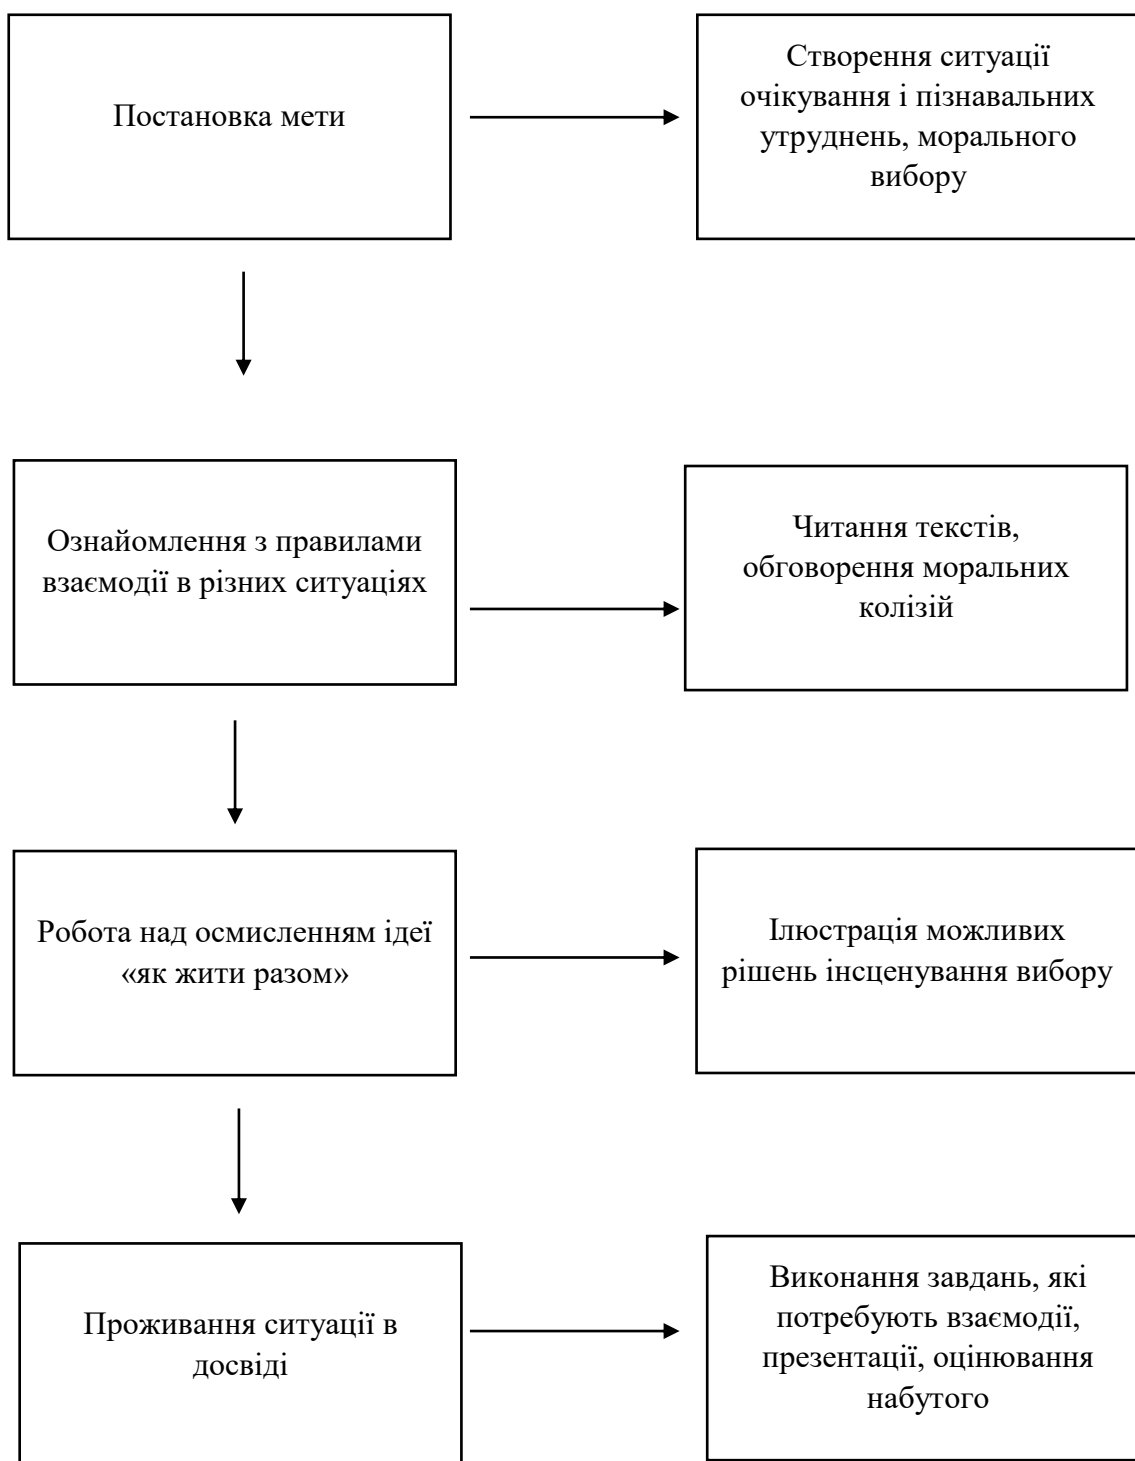 Постановка мети
Створення ситуації
очікування і пізнавальних
утруднень, морального
вибору
Ознайомлення з правилами
взаємодії в різних ситуаціях
Читання текстів,
обговорення моральних
колізій
Робота над осмисленням ідеї
«як жити разом»
Ілюстрація можливих
рішень інсценування вибору
Проживання ситуації в
досвіді
Виконання завдань, які
потребують взаємодії,
презентації, оцінювання
набутого